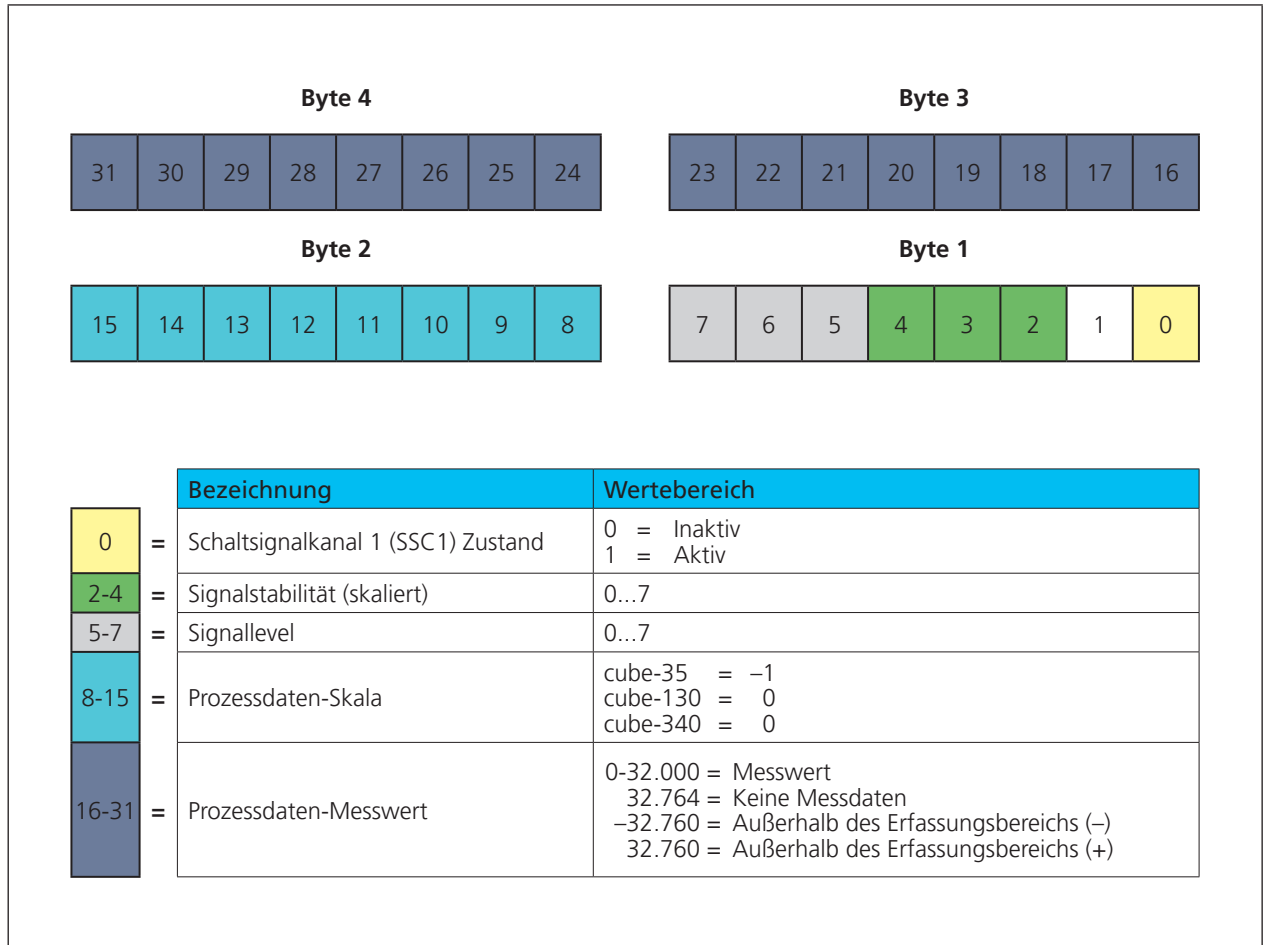 Byte 4 Byte 3
31 30 29 28 27 26 25 24 23 22 21 20 19 18 17 16
Byte 2 Byte 1
15 14 13 12 11 10 9 8 7 6 5 4 3 2 1 0
Bezeichnung Wertebereich
0 = Schaltsignalkanal 1 (SSC1) Zustand 0 = Inaktiv
1 = Aktiv
2-4 = Signalstabilität (skaliert) 0...7
5-7 = Signallevel 0...7
8-15 = Prozessdaten-Skala cube-35 = –1
cube-130 = 0
cube-340 = 0
16-31 = Prozessdaten-Messwert 0-32.000 = Messwert
32.764 = Keine Messdaten
–32.760 = Außerhalb des Erfassungsbereichs (–)
32.760 = Außerhalb des Erfassungsbereichs (+)